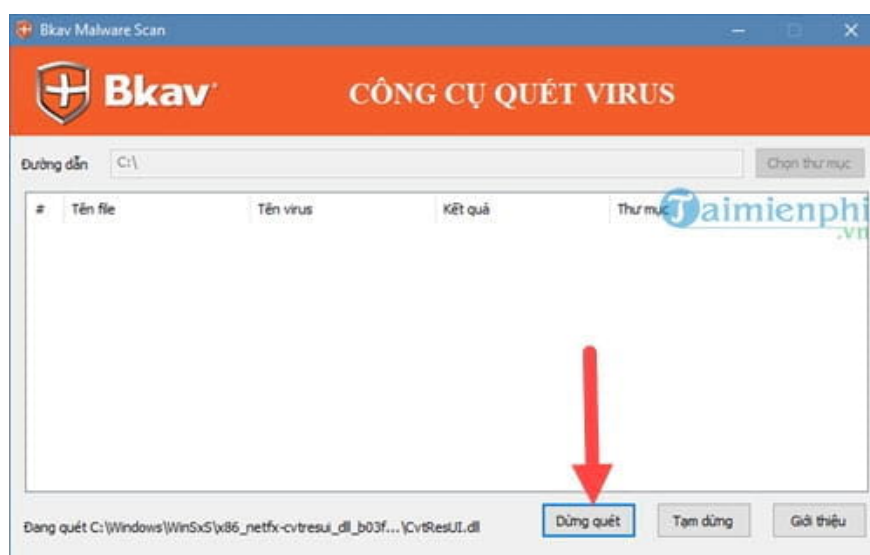 Bkav Malware Scan
Bkav
CÔNG CỤ QUÉT VIRUS
Đường dẫn C:\ Chọn thư mục
# Tên file Tên virus Kết quả Thư mục
Taimienphi
.vn
Đang quét C:\Windows\WinSxS\x86_netfx-cvtresui_dll_b03f...\CvtResUI.dll
Dừng quét Tạm dừng Giới thiệu